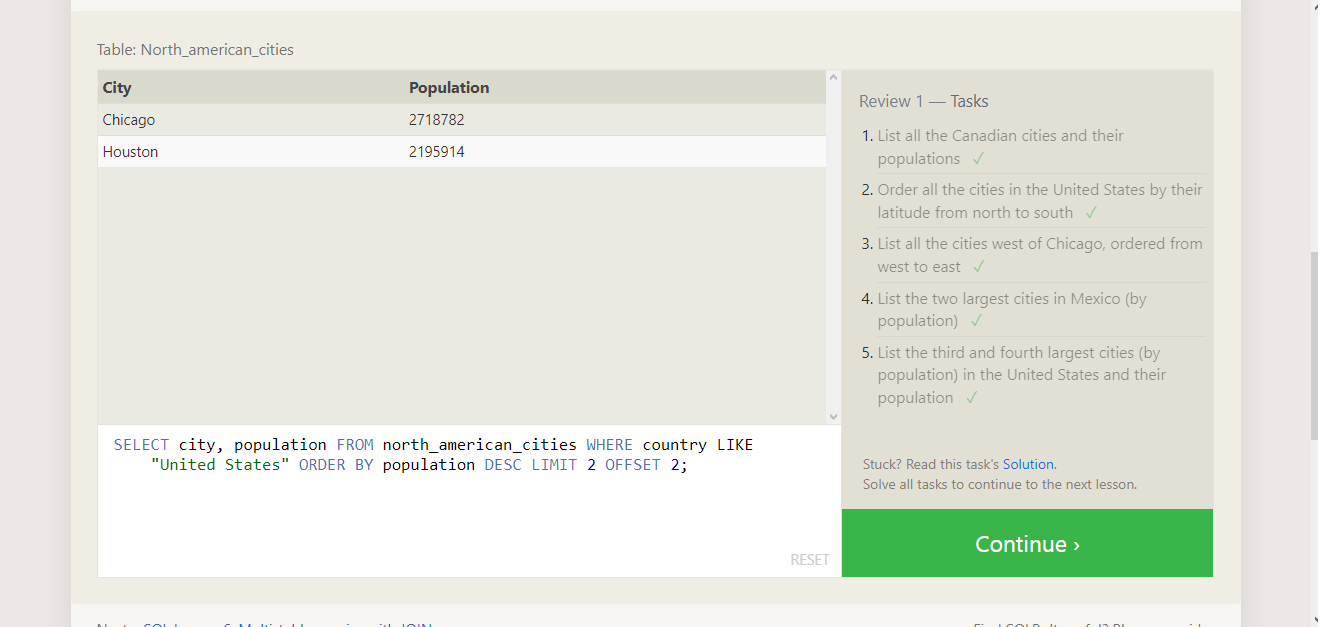 Table: North_american_cities
City Population
Chicago 2718782
Houston 2195914
SELECT city, population FROM north_american_cities WHERE country LIKE
"United States" ORDER BY population DESC LIMIT 2 OFFSET 2;
RESET
Review 1 — Tasks
1. List all the Canadian cities and their
populations ✓
2. Order all the cities in the United States by their
latitude from north to south ✓
3. List all the cities west of Chicago, ordered from
west to east ✓
4. List the two largest cities in Mexico (by
population) ✓
5. List the third and fourth largest cities (by
population) in the United States and their
population ✓
Stuck? Read this task's Solution.
Solve all tasks to continue to the next lesson.
Continue ›